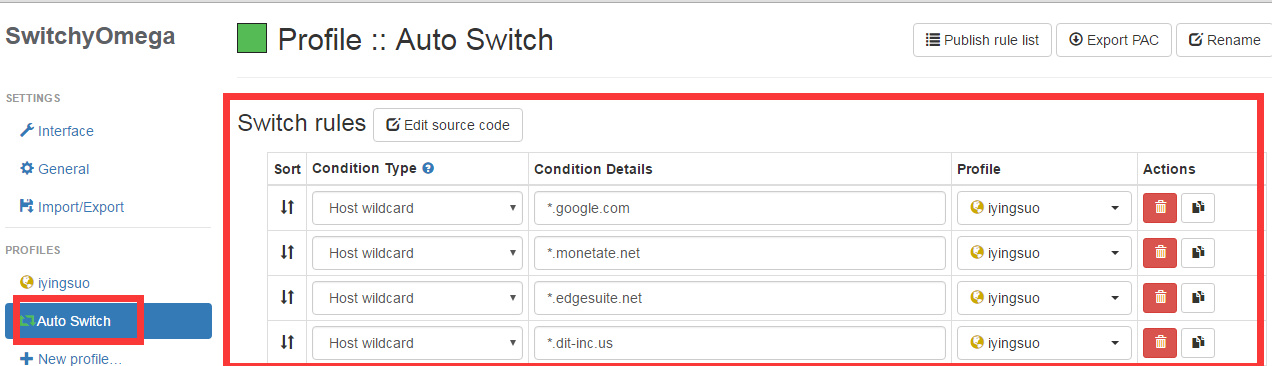 SwitchyOmega
Profile :: Auto Switch
Publish rule list
Export PAC
Rename
SETTINGS
Interface
General
Import/Export
PROFILES
iyingsuo
Auto Switch
New profile…
Switch rules
Edit source code
Sort Condition Type Condition Details Profile Actions
Host wildcard *.google.com iyingsuo
Host wildcard *.monetate.net iyingsuo
Host wildcard *.edgesuite.net iyingsuo
Host wildcard *.dit-inc.us iyingsuo